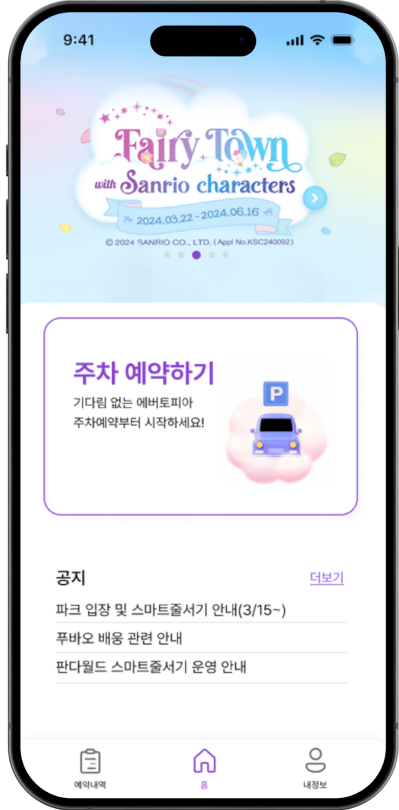 9:41
Fairy Town
with Sanrio characters
2024.03.22 - 2024.06.16
© 2024 SANRIO CO., LTD. (Appl No.KSC240092)
주차 예약하기
기다림 없는 에버토피아
주차예약부터 시작하세요!
P
공지
더보기
파크 입장 및 스마트줄서기 안내(3/15~)
푸바오 배웅 관련 안내
판다월드 스마트줄서기 운영 안내
예약내역
홈
내정보